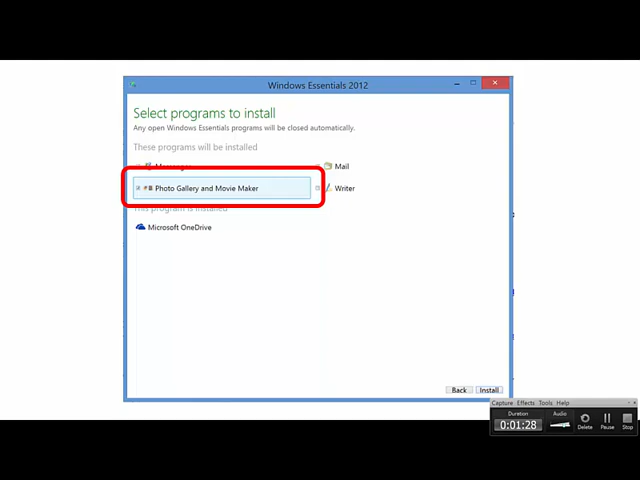 Windows Essentials 2012
Select programs to install
Any open Windows Essentials programs will be closed automatically.
These programs will be installed
Messenger
Mail
Photo Gallery and Movie Maker
Writer
This program is installed
Microsoft OneDrive
Back Install
Capture Effects Tools Help
Duration Audio
0:01:28
Delete Pause Stop